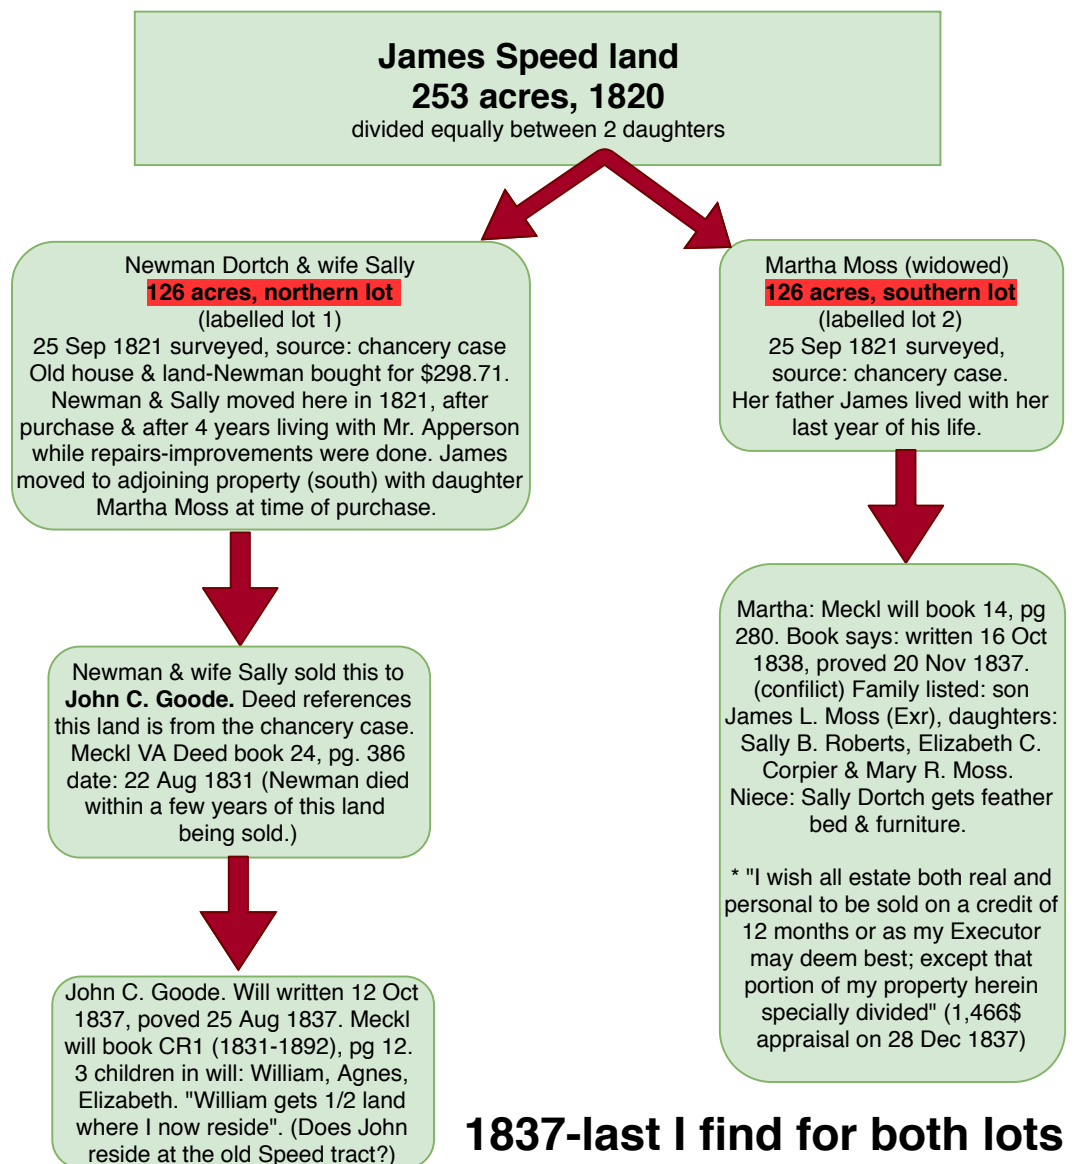 James Speed land
253 acres, 1820
divided equally between 2 daughters
Newman Dortch & wife Sally
126 acres, northern lot
(labelled lot 1)
25 Sep 1821 surveyed, source: chancery case
Old house & land-Newman bought for $298.71.
Newman & Sally moved here in 1821, after
purchase & after 4 years living with Mr. Apperson
while repairs-improvements were done. James
moved to adjoining property (south) with daughter
Martha Moss at time of purchase.
Martha Moss (widowed)
126 acres, southern lot
(labelled lot 2)
25 Sep 1821 surveyed,
source: chancery case.
Her father James lived with her
last year of his life.
Newman & wife Sally sold this to
John C. Goode. Deed references
this land is from the chancery case.
Meckl VA Deed book 24, pg. 386
date: 22 Aug 1831 (Newman died
within a few years of this land
being sold.)
Martha: Meckl will book 14, pg
280. Book says: written 16 Oct
1838, proved 20 Nov 1837.
(confilict) Family listed: son
James L. Moss (Exr), daughters:
Sally B. Roberts, Elizabeth C.
Corpier & Mary R. Moss.
Niece: Sally Dortch gets feather
bed & furniture.
* "I wish all estate both real and
personal to be sold on a credit of
12 months or as my Executor
may deem best; except that
portion of my property herein
specially divided" (1,466$
appraisal on 28 Dec 1837)
John C. Goode. Will written 12 Oct
1837, poved 25 Aug 1837. Meckl
will book CR1 (1831-1892), pg 12.
3 children in will: William, Agnes,
Elizabeth. "William gets 1/2 land
where I now reside". (Does John
reside at the old Speed tract?)
1837-last I find for both lots